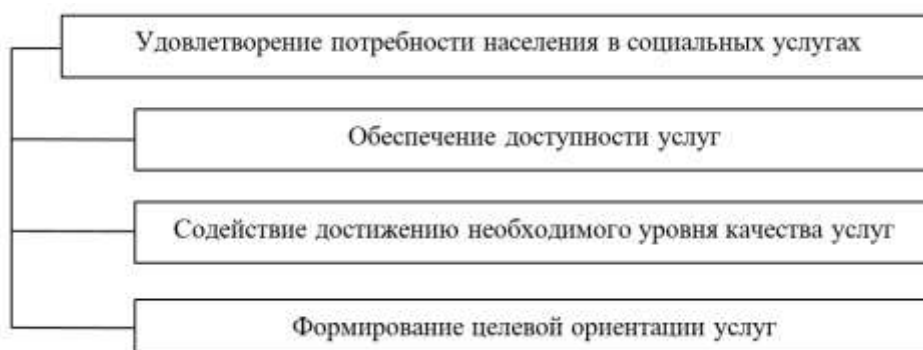 Удовлетворение потребности населения в социальных услугах
Обеспечение доступности услуг
Содействие достижению необходимого уровня качества услуг
Формирование целевой ориентации услуг